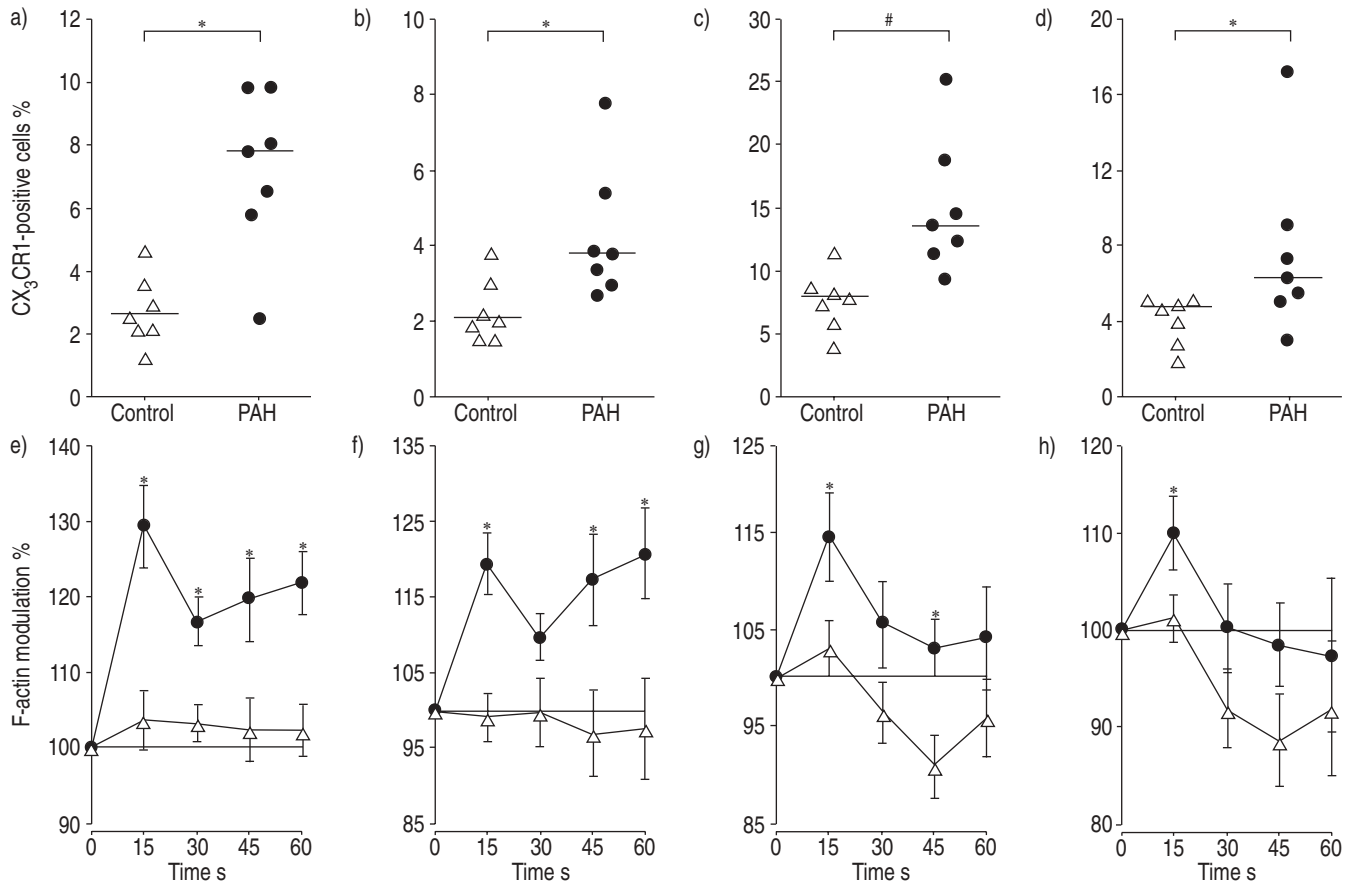 a)
12
10
8
6
4
2
0
CX3CR1-positive cells %
*
Control PAH
b)
10
8
6
4
2
0
*
Control PAH
c)
30
25
20
15
10
5
0
#
Control PAH
d)
20
16
12
8
4
0
*
Control PAH
e)
140
130
120
110
100
90
F-actin modulation %
* * * *
0 15 30 45 60
Time s
f)
135
125
115
105
95
85
* * *
0 15 30 45 60
Time s
g)
125
115
105
95
85
* *
0 15 30 45 60
Time s
h)
120
110
100
90
80
*
0 15 30 45 60
Time s